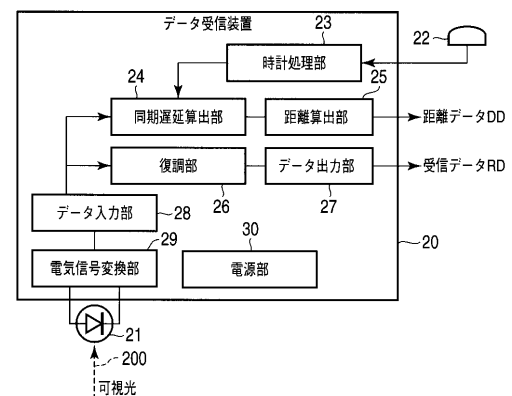 データ受信装置
23
22
時計処理部
24
25
同期遅延算出部
距離算出部
距離データDD
復調部
データ出力部
受信データRD
26
27
データ入力部
28
29
30
20
電気信号変換部
電源部
21
200
可視光